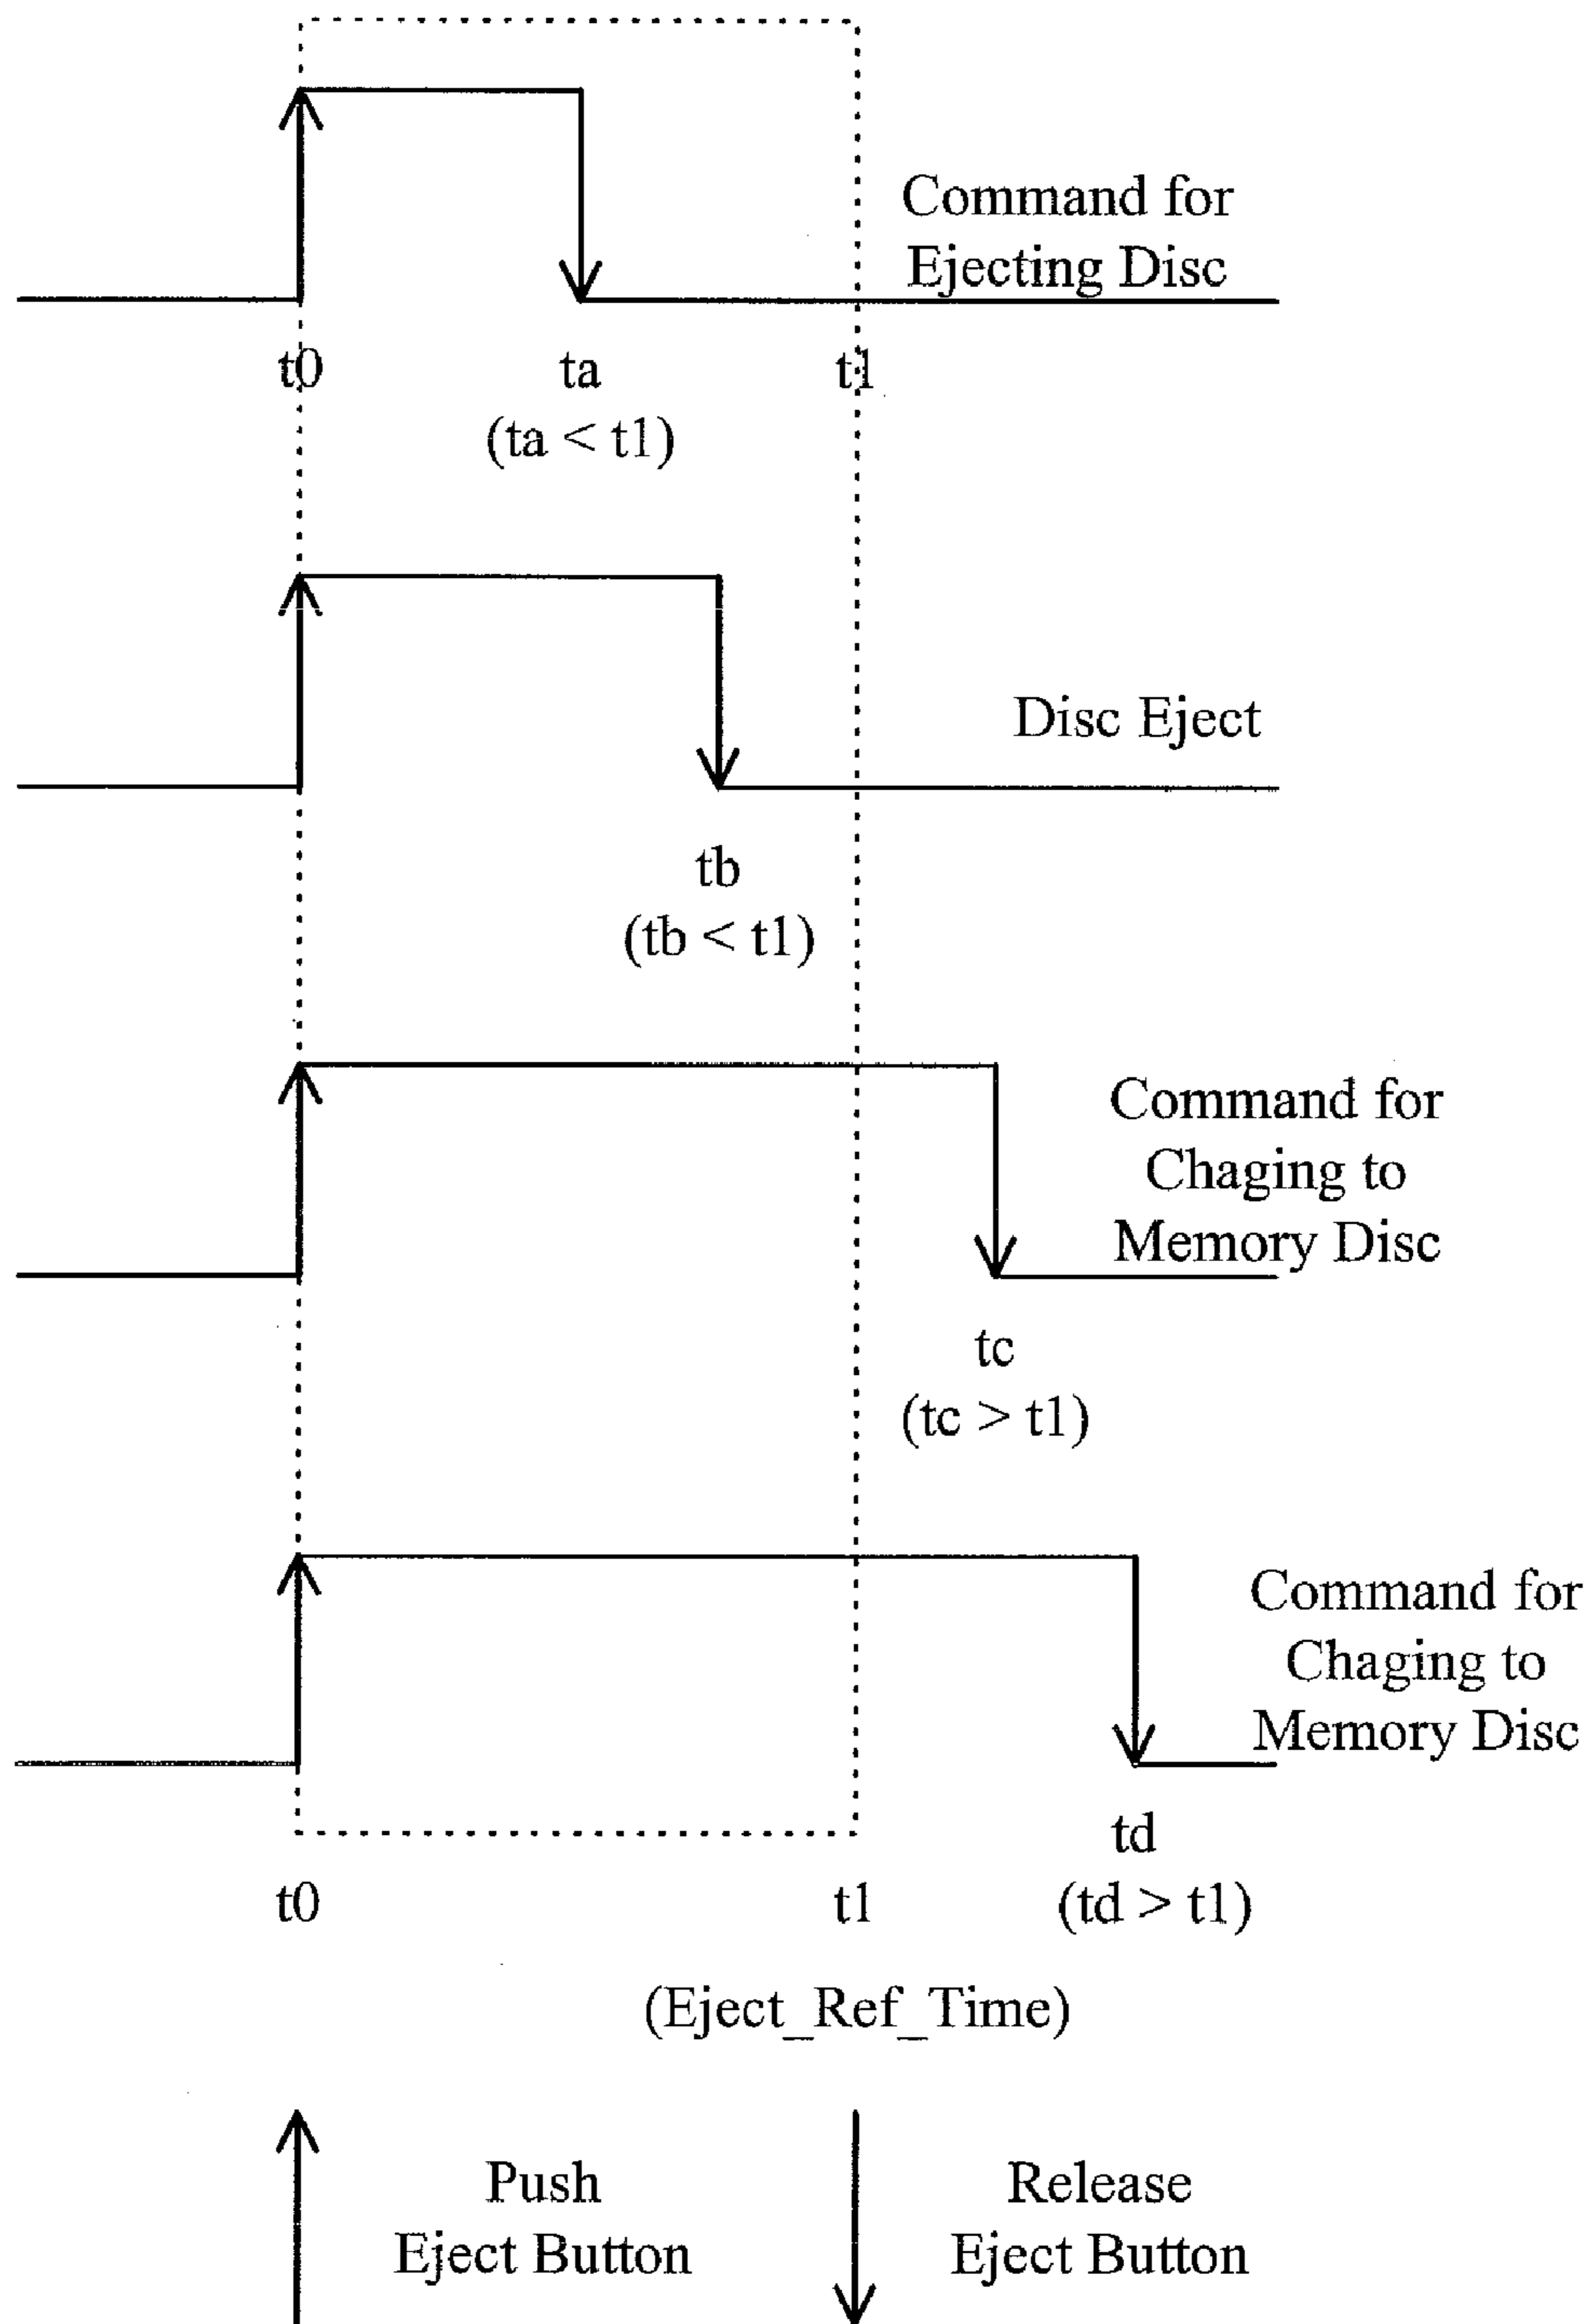 Command for
Ejecting Disc
t0
ta
t1
(ta < t1)
Disc Eject
tb
(tb < t1)
Command for
Chaging to
Memory Disc
tc
(tc > t1)
Command for
Chaging to
Memory Disc
td
t0
t1
(td > t1)
(Eject_Ref_Time)
Push
Eject Button
Release
Eject Button